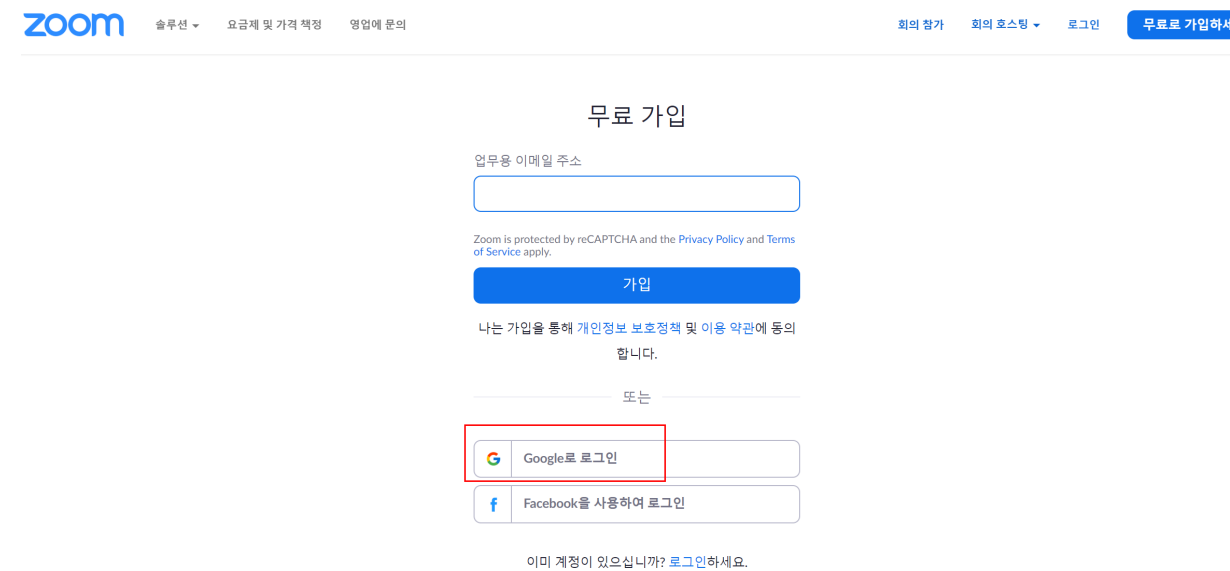 zoom 솔루션 요금제 및 가격 책정 영업에 문의 회의 참가 회의 호스팅 로그인 무료로 가입하세
무료 가입
업무용 이메일 주소
Zoom is protected by reCAPTCHA and the Privacy Policy and Terms
of Service apply.
가입
나는 가입을 통해 개인정보 보호정책 및 이용 약관에 동의
합니다.
또는
Google로 로그인
Facebook을 사용하여 로그인
이미 계정이 있으십니까? 로그인하세요.